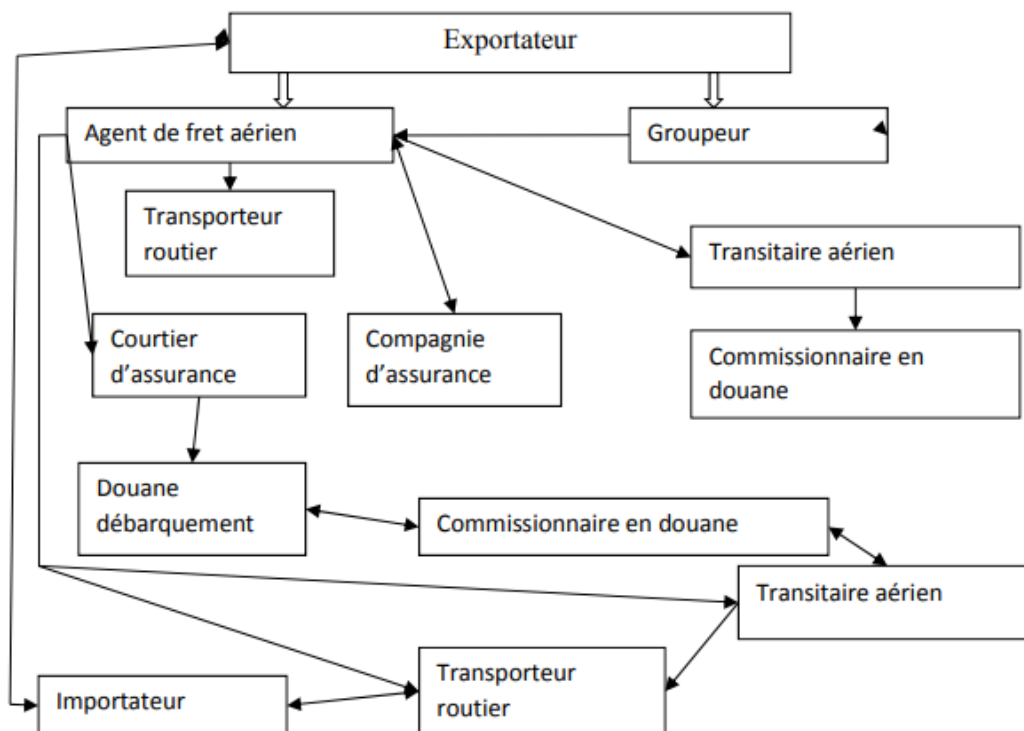 Exportateur
Agent de fret aérien
Groupeur
Transporteur
routier
Transitaire aérien
Courtier
d'assurance
Compagnie
d'assurance
Commissionnaire en
douane
Douane
débarquement
Commissionnaire en douane
Transitaire aérien
Transporteur
routier
Importateur